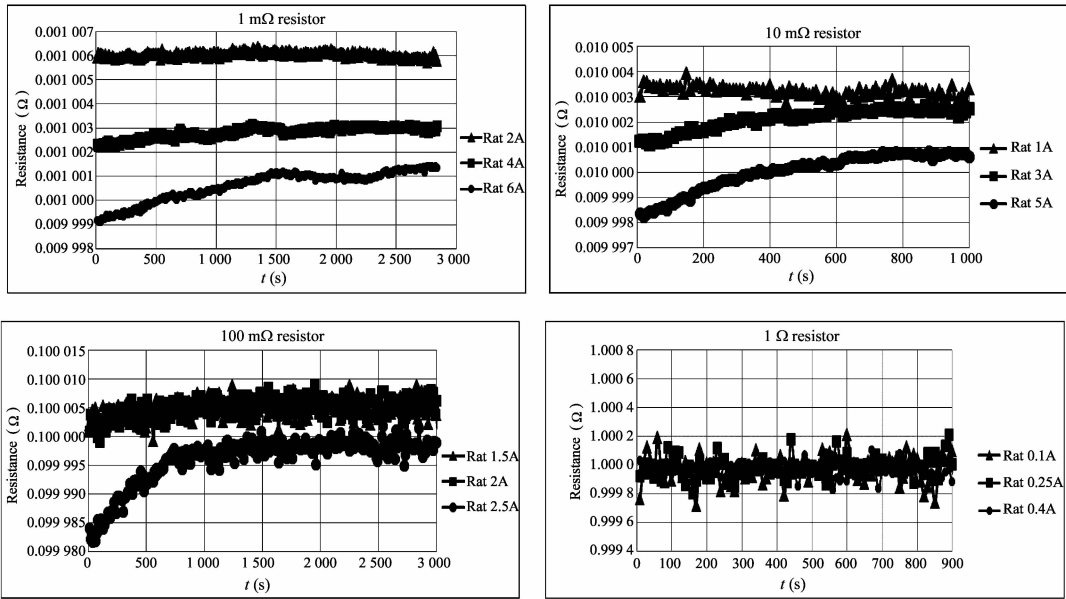 1 mΩ resistor
0.001 007
0.001 006
0.001 005
0.001 004
0.001 003
0.001 002
0.001 001
0.001 000
0.009 999
0.009 998
Resistance (Ω)
0 500 1 000 1 500 2 000 2 500 3 000
t (s)
Rat 2A
Rat 4A
Rat 6A
10 mΩ resistor
0.010 005
0.010 004
0.010 003
0.010 002
0.010 001
0.010 000
0.009 999
0.009 998
0.009 997
Resistance (Ω)
0 200 400 600 800 1 000
t (s)
Rat 1A
Rat 3A
Rat 5A
100 mΩ resistor
0.100 015
0.100 010
0.100 005
0.100 000
0.099 995
0.099 990
0.099 985
0.099 980
Resistance (Ω)
0 500 1 000 1 500 2 000 2 500 3 000
t (s)
Rat 1.5A
Rat 2A
Rat 2.5A
1 Ω resistor
1.000 8
1.000 6
1.000 4
1.000 2
1.000 0
0.999 8
0.999 6
0.999 4
Resistance (Ω)
0 100 200 300 400 500 600 700 800 900
t (s)
Rat 0.1A
Rat 0.25A
Rat 0.4A